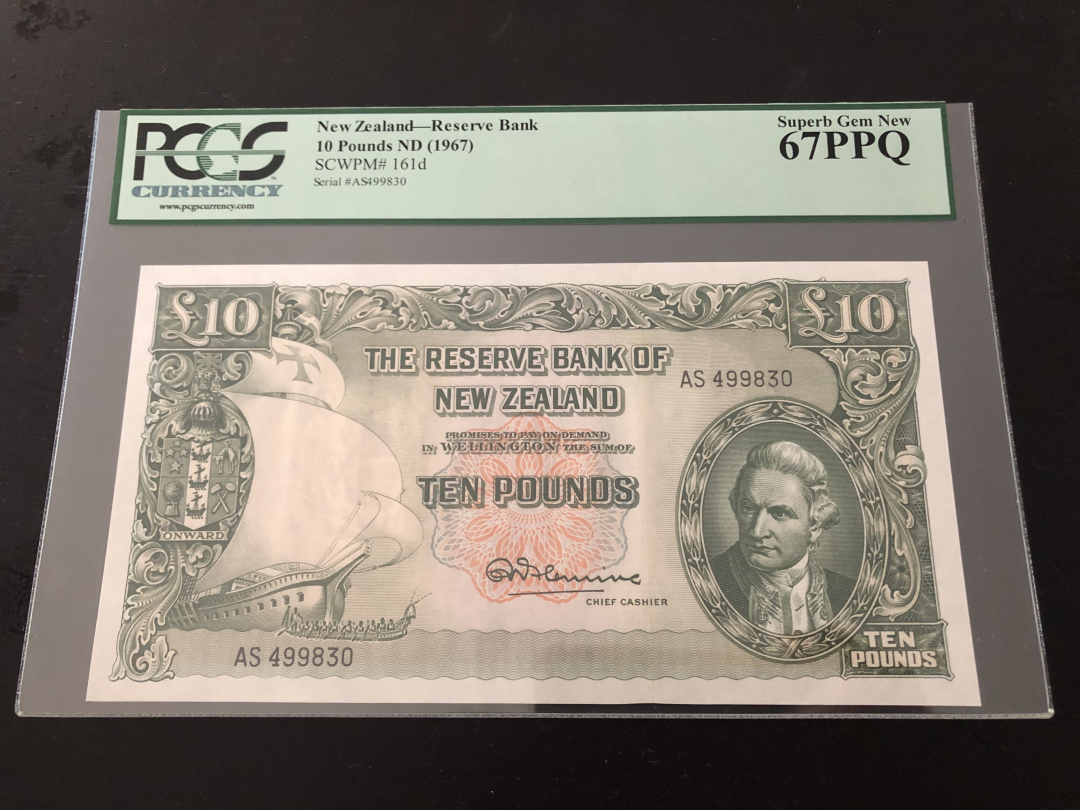 PCGS
CURRENCY
™
www.pcgscurrency.com
New Zealand—Reserve Bank
10 Pounds ND (1967)
SCWPM# 161d
Serial #AS499830
Superb Gem New
67PPQ
£10
£10
THE RESERVE BANK OF
NEW ZEALAND
AS 499830
PROMISES TO PAY ON DEMAND
IN WELLINGTON THE SUM OF
TEN POUNDS
ONWARD
RNFleming
CHIEF CASHIER
AS 499830
TEN
POUNDS